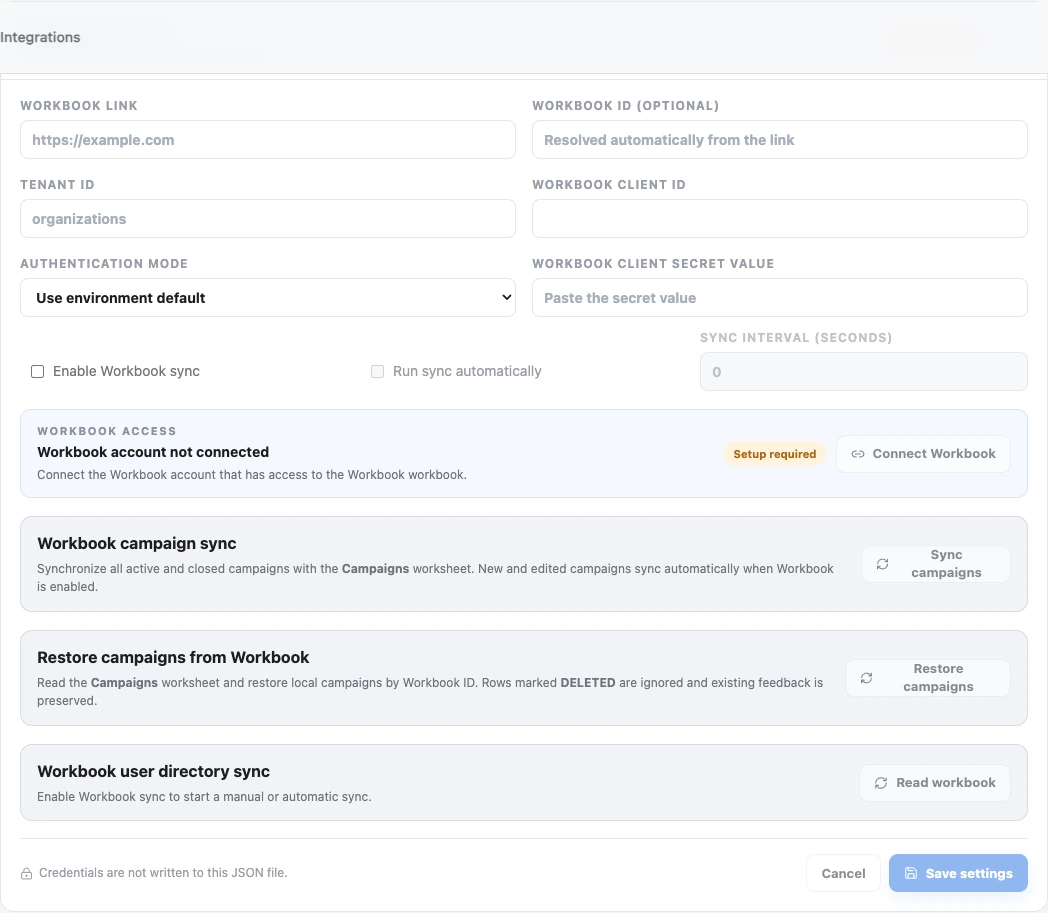 Integrations
WORKBOOK LINK
WORKBOOK ID (OPTIONAL)
https://example.com
Resolved automatically from the link
TENANT ID
WORKBOOK CLIENT ID
organizations
AUTHENTICATION MODE
WORKBOOK CLIENT SECRET VALUE
Use environment default
Paste the secret value
SYNC INTERVAL (SECONDS)
Enable Workbook sync
Run sync automatically
0
WORKBOOK ACCESS
Workbook account not connected
Connect the Workbook account that has access to the Workbook workbook.
Setup required
Connect Workbook
Workbook campaign sync
Synchronize all active and closed campaigns with the Campaigns worksheet. New and edited campaigns sync automatically when Workbook
is enabled.
Sync
campaigns
Restore campaigns from Workbook
Read the Campaigns worksheet and restore local campaigns by Workbook ID. Rows marked DELETED are ignored and existing feedback is
preserved.
Restore
campaigns
Workbook user directory sync
Enable Workbook sync to start a manual or automatic sync.
Read workbook
Credentials are not written to this JSON file.
Cancel
Save settings